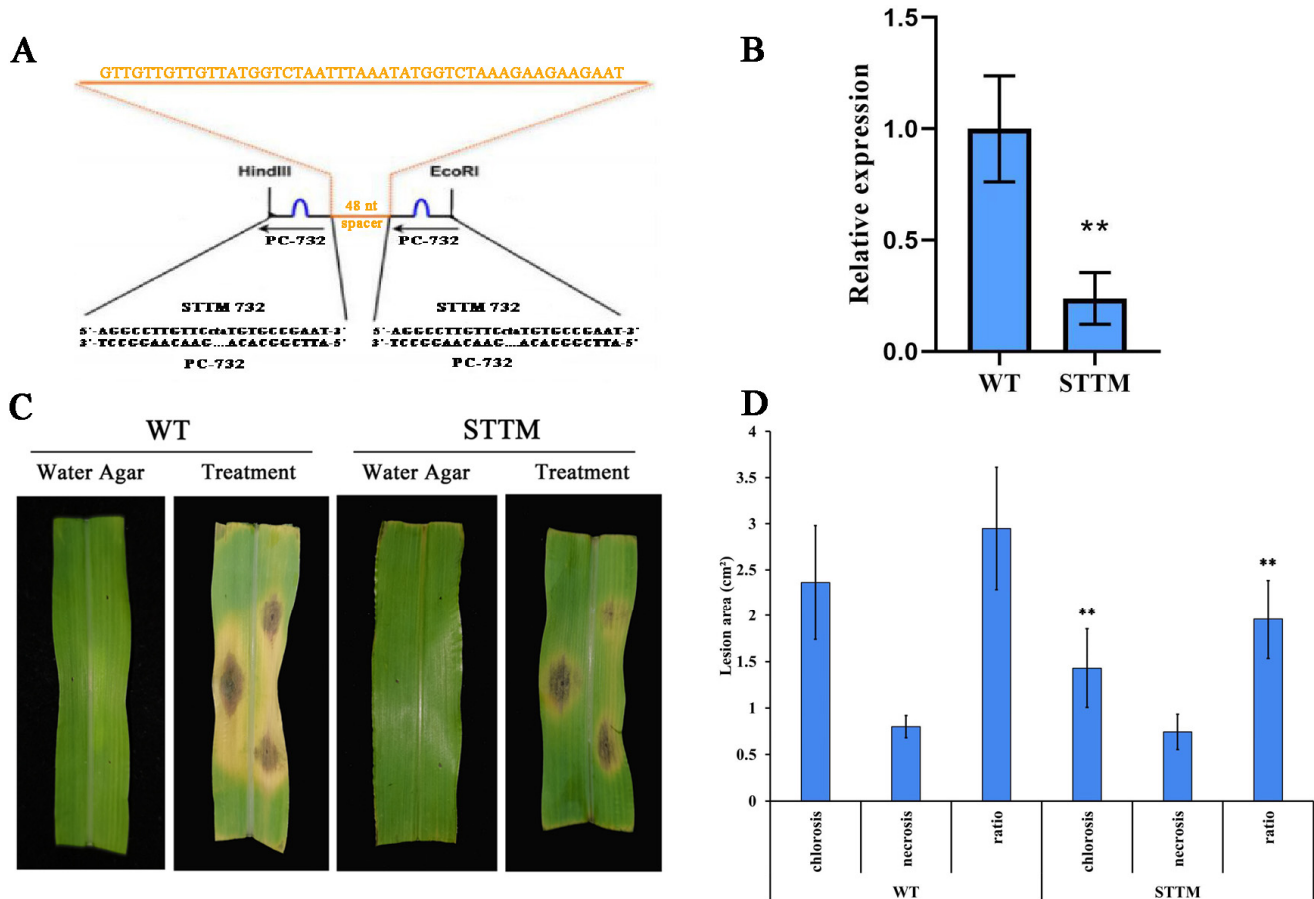 A
GTTGTTGTTGTTATGGTCTAATTTAAATATGGTCTAAAGAAGAAGAAT
HindIII
EcoRI
48 nt
spacer
PC-732
PC-732
STTM 732
STTM 732
5'-AGGCCTTGTTCctaTGTGCCGAAT-3'
5'-AGGCCTTGTTCctaTGTGCCGAAT-3'
3'-TCCGGAACAAG....ACACGGCTTA-5'
3'-TCCGGAACAAG....ACACGGCTTA-5'
PC-732
PC-732
B
Relative expression
1.5
1.0
0.5
0.0
**
WT
STTM
C
WT
STTM
Water Agar
Treatment
Water Agar
Treatment
D
Lesion area (cm²)
4
3.5
3
2.5
2
1.5
1
0.5
0
**
**
chlorosis
necrosis
ratio
chlorosis
necrosis
ratio
WT
STTM